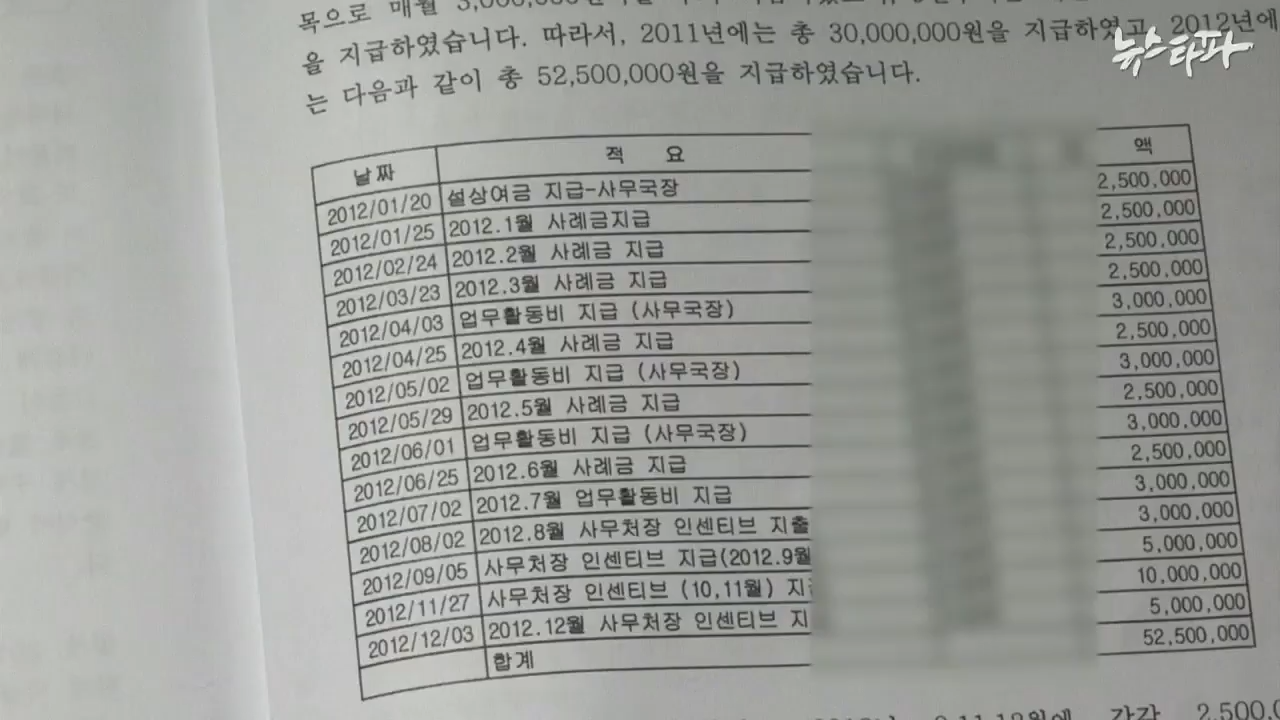 목으로 매월 3,000,000원
을 지급하였습니다. 따라서, 2011년에는 총 30,000,000원을 지급하였고, 2012년에
는 다음과 같이 총 52,500,000원을 지급하였습니다.
뉴스타파
날짜 적 요 액
2012/01/20 설상여금 지급-사무국장 2,500,000
2012/01/25 2012.1월 사례금지급 2,500,000
2012/02/24 2012.2월 사례금 지급 2,500,000
2012/03/23 2012.3월 사례금 지급 2,500,000
2012/04/03 업무활동비 지급 (사무국장) 3,000,000
2012/04/25 2012.4월 사례금 지급 2,500,000
2012/05/02 업무활동비 지급 (사무국장) 3,000,000
2012/05/29 2012.5월 사례금 지급 2,500,000
2012/06/01 업무활동비 지급 (사무국장) 3,000,000
2012/06/25 2012.6월 사례금 지급 2,500,000
2012/07/02 2012.7월 업무활동비 지급 3,000,000
2012/08/02 2012.8월 사무처장 인센티브 지출 3,000,000
2012/09/05 사무처장 인센티브 지급(2012.9월 5,000,000
2012/11/27 사무처장 인센티브 (10,11월) 지급 10,000,000
2012/12/03 2012.12월 사무처장 인센티브 지 5,000,000
합계 52,500,000
각각 2,500,0